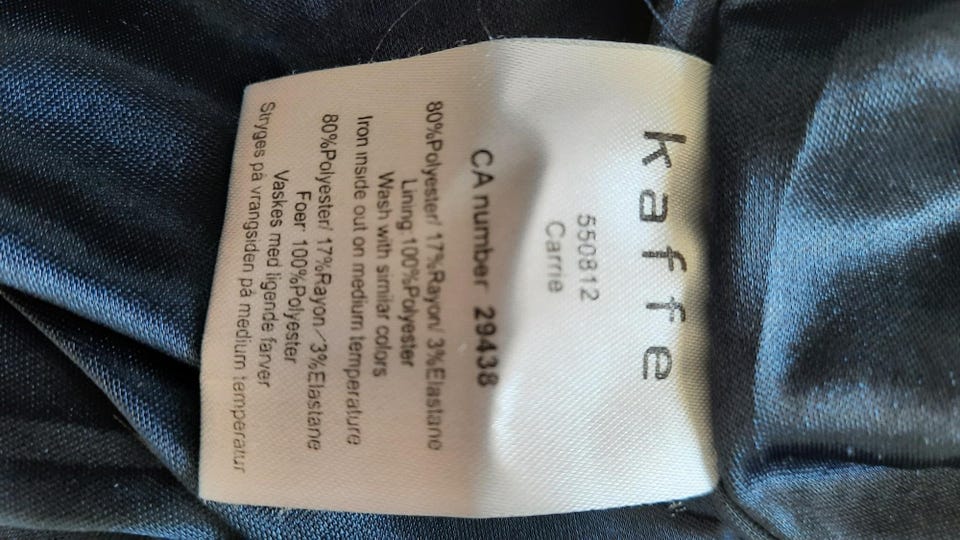 kaffe
550812
Carrie
CA number 29438
80%Polyester/ 17%Rayon/ 3%Elastane
Lining 100%Polyester
Wash with similar colors
Iron inside out on medium temperature
80%Polyester/ 17%Rayon/ 3%Elastane
Foer 100%Polyester
Vaskes med ligende farver
Stryges på vrangsiden på medium temperatur